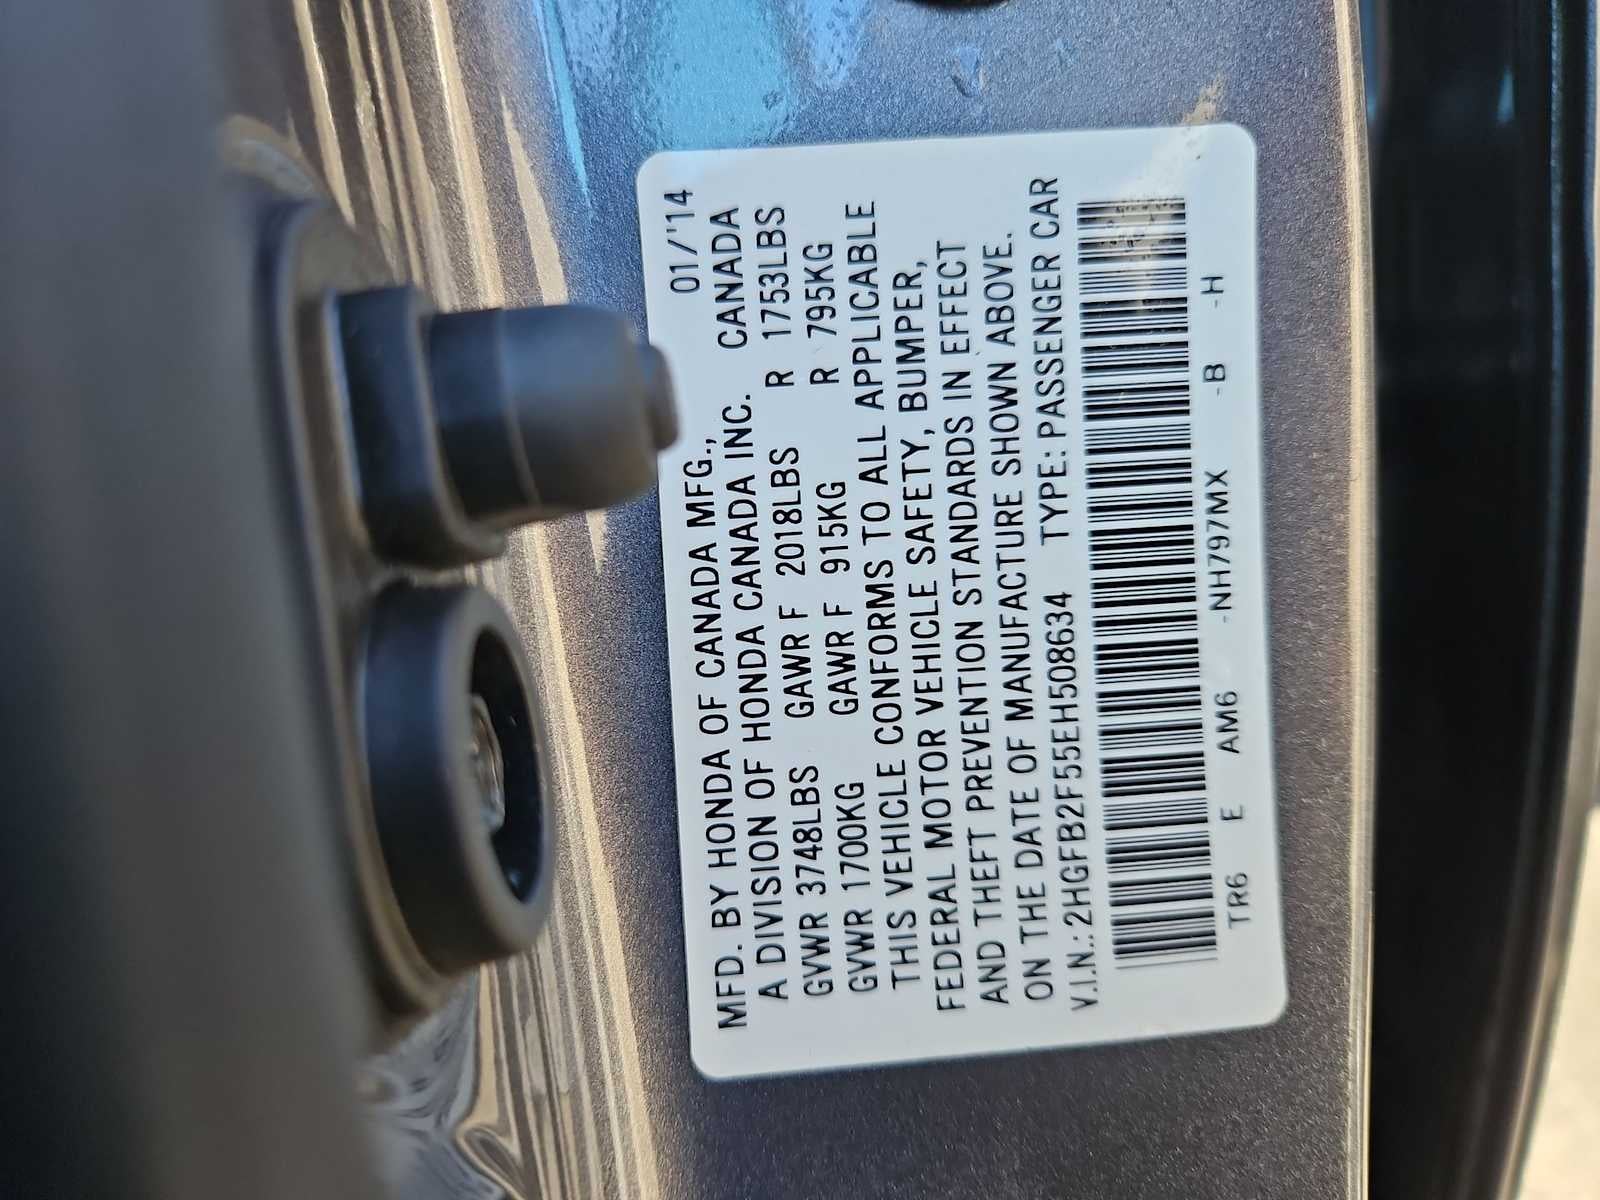 01/'14
MFD. BY HONDA OF CANADA MFG.,
A DIVISION OF HONDA CANADA INC. CANADA
GVWR 3748LBS GAWR F 2018LBS R 1753LBS
GVWR 1700KG GAWR F 915KG R 795KG
THIS VEHICLE CONFORMS TO ALL APPLICABLE
FEDERAL MOTOR VEHICLE SAFETY, BUMPER,
AND THEFT PREVENTION STANDARDS IN EFFECT
ON THE DATE OF MANUFACTURE SHOWN ABOVE.
V.I.N.: 2HGFB2F55EH508634 TYPE: PASSENGER CAR
TR6 E AM6 -NH797MX -B -H